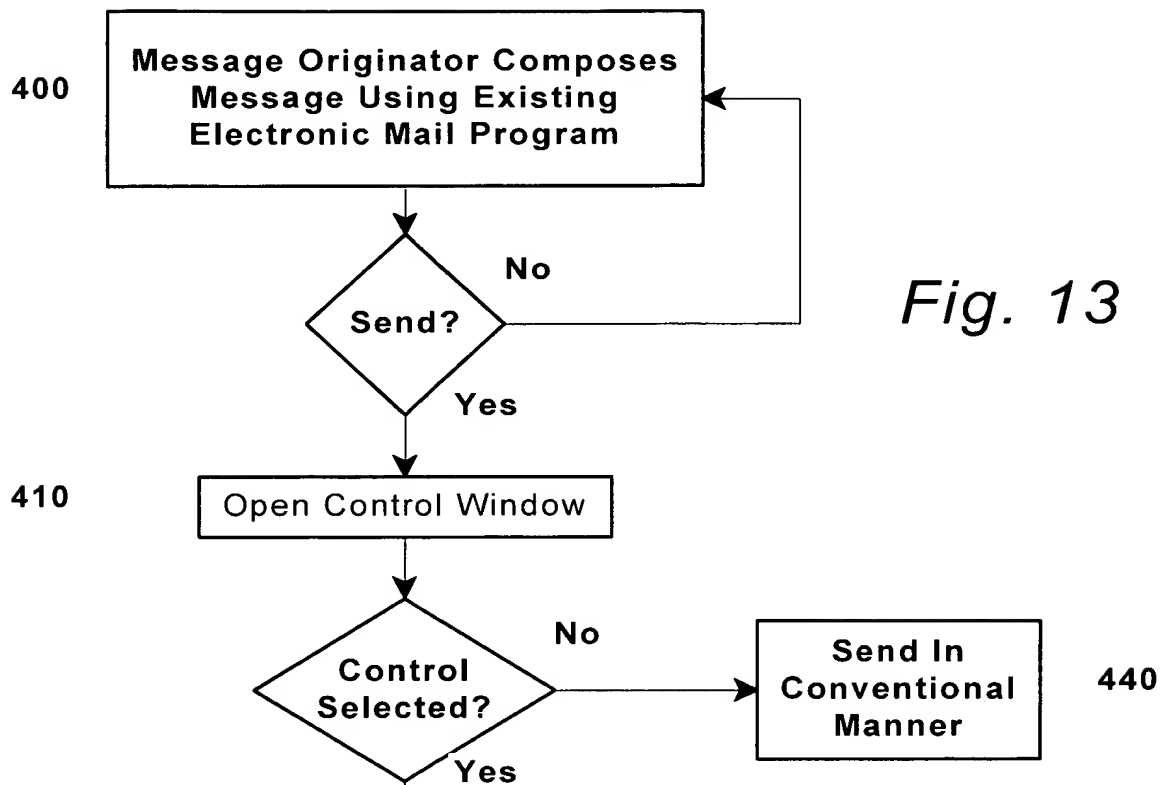 400
Message Originator Composes
Message Using Existing
Electronic Mail Program
No
Send?
Fig. 13
Yes
410
Open Control Window
No
Control
Selected?
Send In
Conventional
Manner
440
Yes